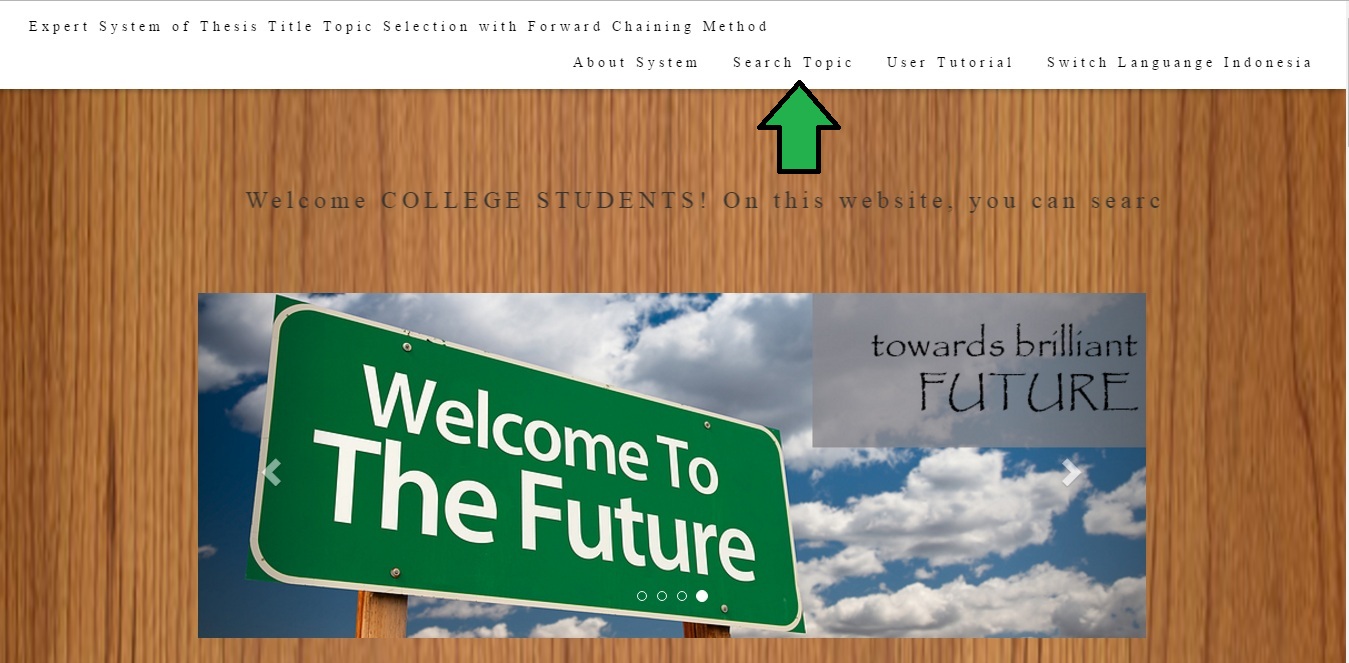 Expert System of Thesis Title Topic Selection with Forward Chaining Method
About System Search Topic User Tutorial Switch Languange Indonesia
Welcome COLLEGE STUDENTS! On this website, you can searc
towards brilliant
FUTURE
Welcome To
The Future